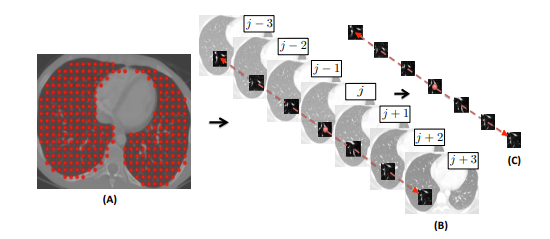 j − 3
j − 2
j − 1
j
j + 1
j + 2
j + 3
(A)
(B)
(C)